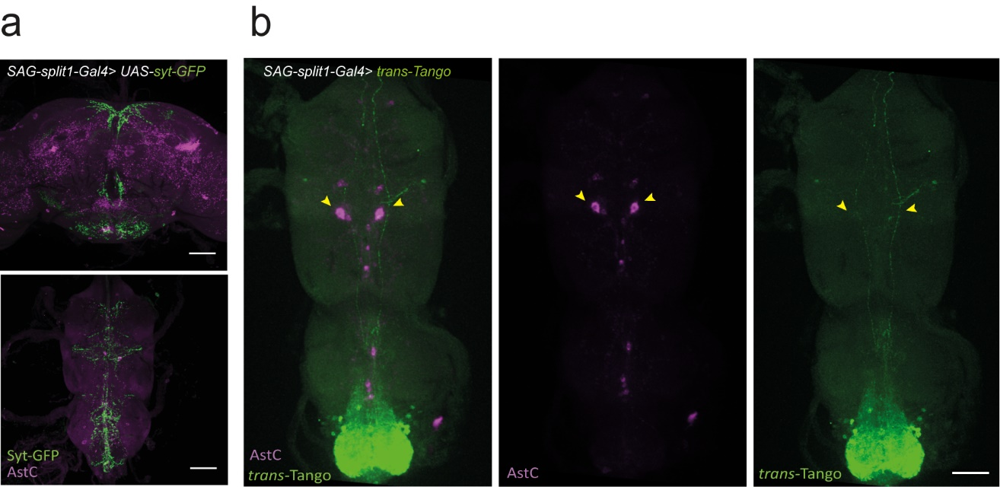 a
b
SAG-split1-Gal4> UAS-syt-GFP
SAG-split1-Gal4> trans-Tango
Syt-GFP
AstC
AstC
trans-Tango
AstC
trans-Tango